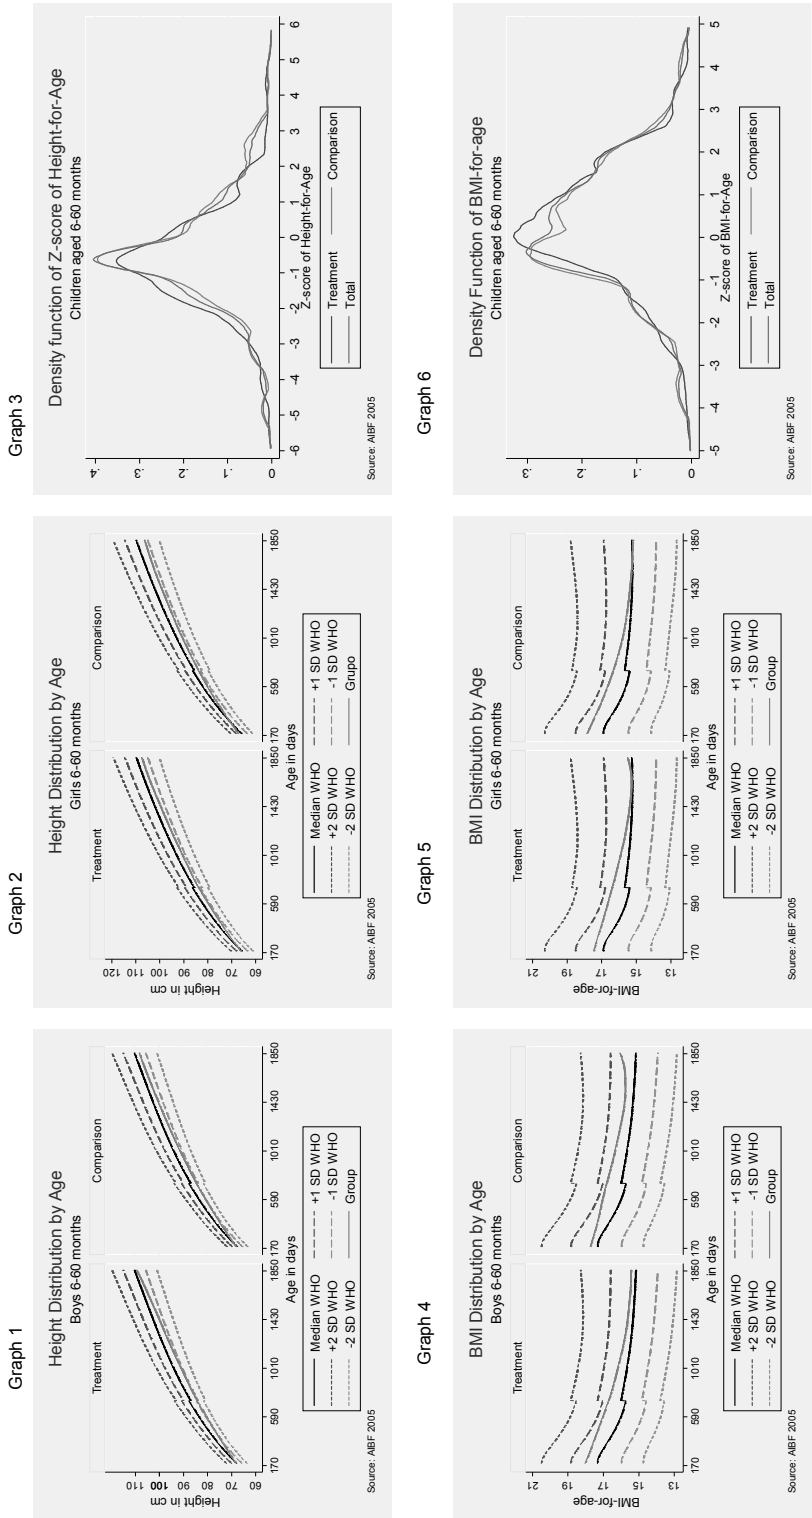 Graph 1
Height Distribution by Age
Boys 6-60 months
Treatment
Comparison
Height in cm
60 70 80 90 100 110
170 590 1010 1430 1850
170 590 1010 1430 1850
Age in days
Median WHO +1 SD WHO
+2 SD WHO -1 SD WHO
-2 SD WHO Group
Source: AIBF 2005
Graph 2
Height Distribution by Age
Girls 6-60 months
Treatment
Comparison
Height in cm
60 70 80 90 100 110 120
170 590 1010 1430 1850
170 590 1010 1430 1850
Age in days
Median WHO +1 SD WHO
+2 SD WHO -1 SD WHO
-2 SD WHO Grupo
Source: AIBF 2005
Graph 3
Density function of Z-score of Height-for-Age
Children aged 6-60 months
0 .1 .2 .3 .4
-6 -5 -4 -3 -2 -1 0 1 2 3 4 5 6
Z-score of Height-for-Age
Treatment Comparison
Total
Source: AIBF 2005
Graph 4
BMI Distribution by Age
Boys 6-60 months
Treatment
Comparison
BMI-for-age
13 15 17 19 21
170 590 1010 1430 1850
170 590 1010 1430 1850
Age in days
Median WHO +1 SD WHO
+2 SD WHO -1 SD WHO
-2 SD WHO Group
Source: AIBF 2005
Graph 5
BMI Distribution by Age
Girls 6-60 months
Treatment
Comparison
BMI-for-age
13 15 17 19 21
170 590 1010 1430 1850
170 590 1010 1430 1850
Age in days
Median WHO +1 SD WHO
+2 SD WHO -1 SD WHO
-2 SD WHO Group
Source: AIBF 2005
Graph 6
Density Function of BMI-for-age
Children aged 6-60 months
0 .1 .2 .3
-5 -4 -3 -2 -1 0 1 2 3 4 5
Z-score of BMI-for-Age
Treatment Comparison
Total
Source: AIBF 2005